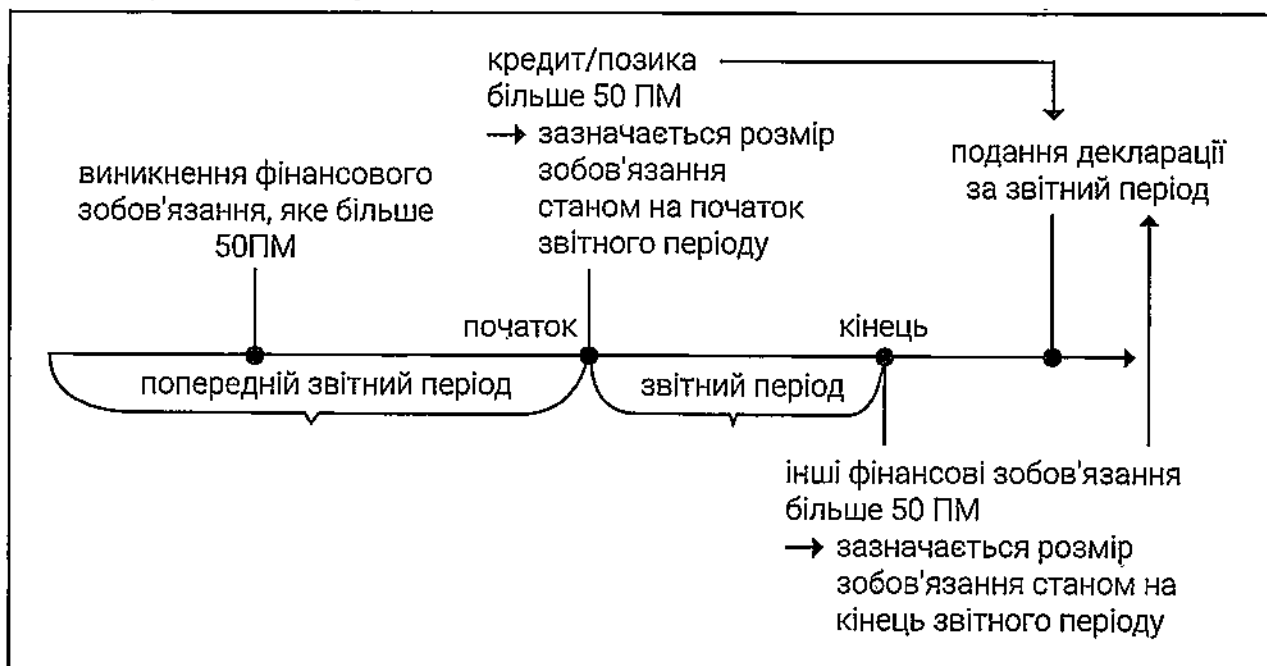 кредит/позика
більше 50 ПМ
→ зазначається розмір
зобов'язання
станом на початок
звітного періоду
подання декларації
за звітний період
виникнення фінансового
зобов'язання, яке більше
50ПМ
початок
кінець
попередній звітний період
звітний період
інші фінансові зобов'язання
більше 50 ПМ
→ зазначається розмір
зобов'язання станом на
кінець звітного періоду